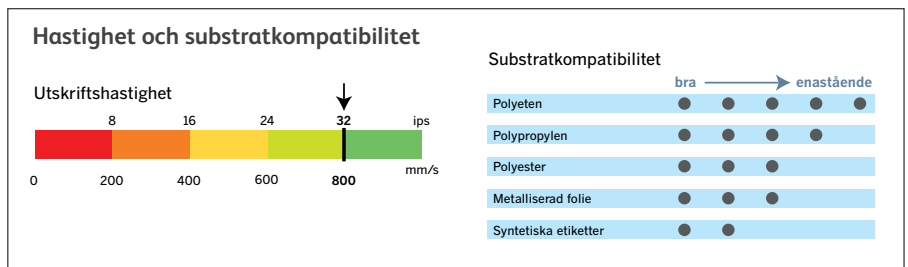 Hastighet och substratkompatibilitet
Utskriftshastighet
8 16 24 32 ips
mm/s
0 200 400 600 800
Substratkompatibilitet
bra enastående
Polyeten
Polypropylen
Polyester
Metalliserad folie
Syntetiska etiketter